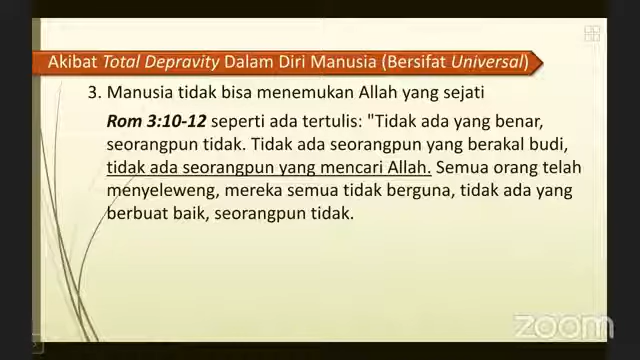 Akibat Total Depravity Dalam Diri Manusia (Bersifat Universal)
3. Manusia tidak bisa menemukan Allah yang sejati
Rom 3:10-12 seperti ada tertulis: "Tidak ada yang benar,
seorangpun tidak. Tidak ada seorangpun yang berakal budi,
tidak ada seorangpun yang mencari Allah. Semua orang telah
menyeleweng, mereka semua tidak berguna, tidak ada yang
berbuat baik, seorangpun tidak.
zoom